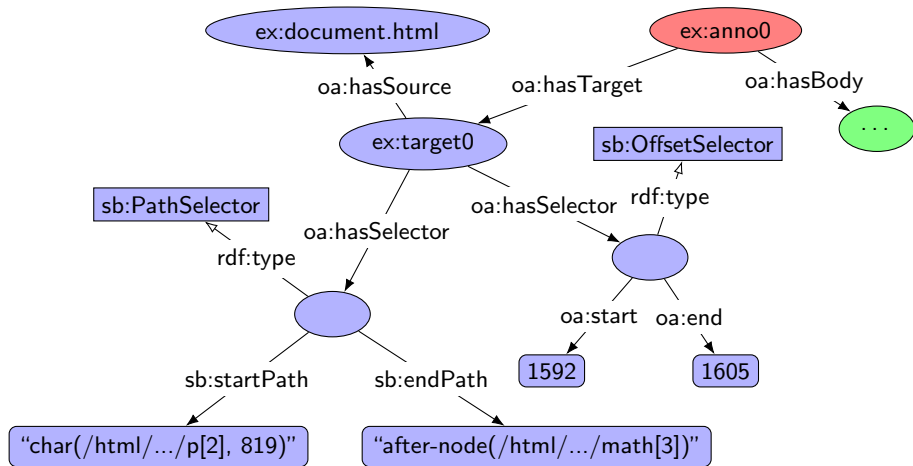 ex:document.html
ex:anno0
oa:hasSource
oa:hasTarget
oa:hasBody
...
ex:target0
sb:OffsetSelector
sb:PathSelector
oa:hasSelector
oa:hasSelector
rdf:type
rdf:type
oa:start
oa:end
1592
1605
sb:startPath
sb:endPath
“char(/html/.../p[2], 819)”
“after-node(/html/.../math[3])”